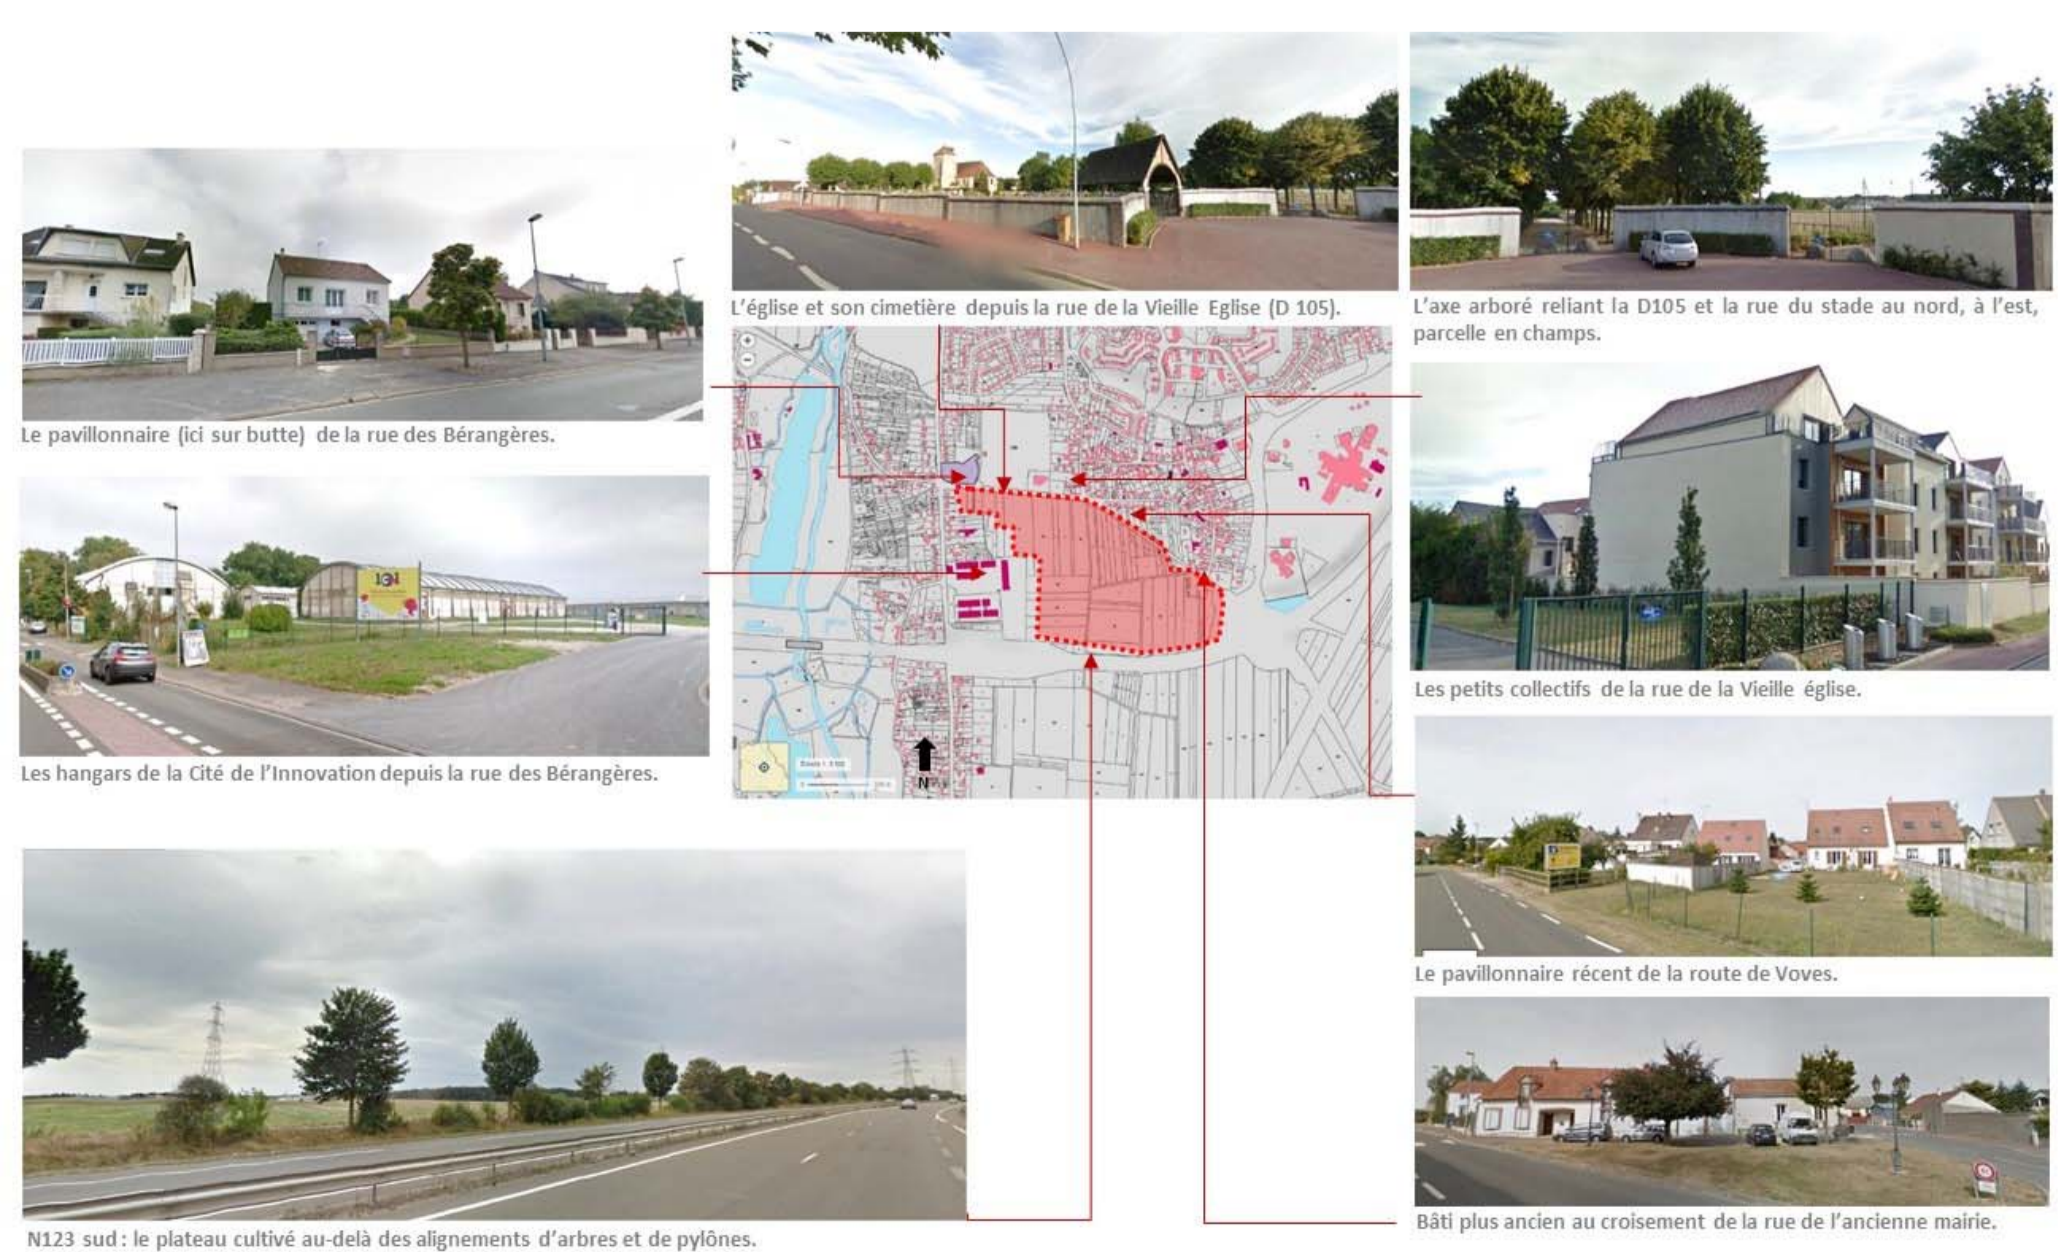 L'église et son cimetière depuis la rue de la Vieille Eglise (D 105).
L'axe arboré reliant la D105 et la rue du stade au nord, à l'est,
parcelle en champs.
Le pavillonnaire (ici sur butte) de la rue des Bérangères.
Les petits collectifs de la rue de la Vieille église.
101
Les hangars de la Cité de l'Innovation depuis la rue des Bérangères.
N
Le pavillonnaire récent de la route de Voves.
Bâti plus ancien au croisement de la rue de l'ancienne mairie.
N123 sud : le plateau cultivé au-delà des alignements d'arbres et de pylônes.